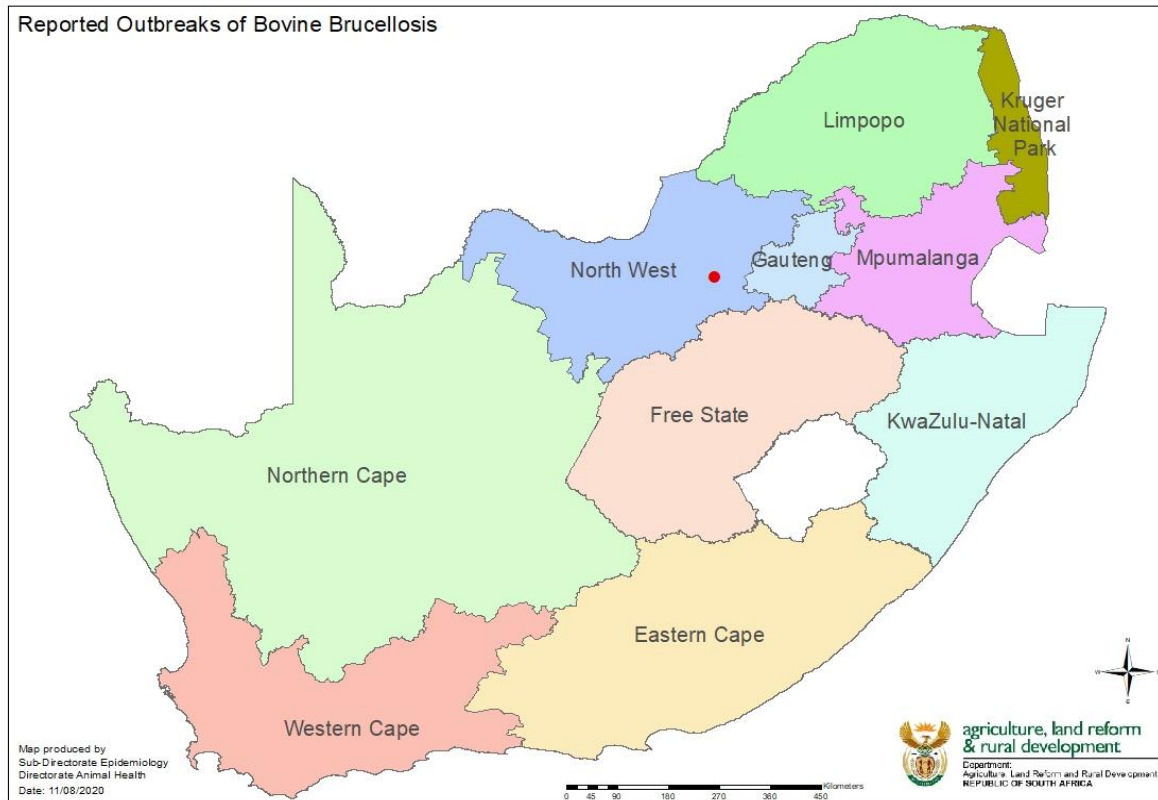 Reported Outbreaks of Bovine Brucellosis
Limpopo
Kruger
National
Park
North West
Gauteng
Mpumalanga
Free State
KwaZulu-Natal
Northern Cape
Eastern Cape
Western Cape
N
W
S
Map produced by
Sub-Directorate Epidemiology
Directorate Animal Health
Date: 11/08/2020
Kilometers
0 45 90 180 270 360 450
agriculture, land reform
& rural development
Department:
Agriculture, Land Reform and Rural Development
REPUBLIC OF SOUTH AFRICA